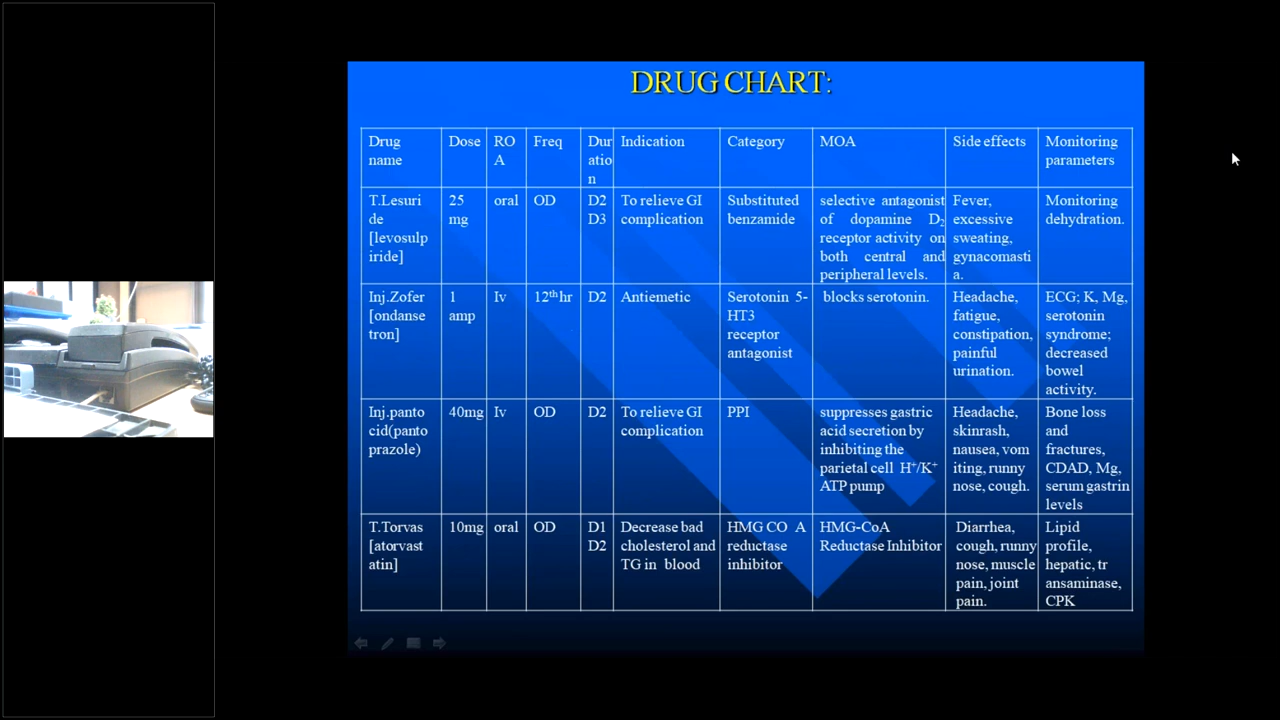 DRUG CHART:
Drug name | Dose | RO A | Freq | Dur atio n | Indication | Category | MOA | Side effects | Monitoring parameters
T.Lesuri de [levosulp iride] | 25 mg | oral | OD | D2 D3 | To relieve GI complication | Substituted benzamide | selective antagonist of dopamine D₂ receptor activity on both central and peripheral levels. | Fever, excessive sweating, gynacomasti a. | Monitoring dehydration.
Inj.Zofer [ondanse tron] | 1 amp | Iv | 12ᵗʰhr | D2 | Antiemetic | Serotonin 5-HT3 receptor antagonist | blocks serotonin. | Headache, fatigue, constipation, painful urination. | ECG; K, Mg, serotonin syndrome; decreased bowel activity.
Inj.panto cid(panto prazole) | 40mg | Iv | OD | D2 | To relieve GI complication | PPI | suppresses gastric acid secretion by inhibiting the parietal cell H⁺/K⁺ ATP pump | Headache, skinrash, nausea, vom iting, runny nose, cough. | Bone loss and fractures, CDAD, Mg, serum gastrin levels
T.Torvas [atorvast atin] | 10mg | oral | OD | D1 D2 | Decrease bad cholesterol and TG in blood | HMG CO A reductase inhibitor | HMG-CoA Reductase Inhibitor | Diarrhea, cough, runny nose, muscle pain, joint pain. | Lipid profile, hepatic, tr ansaminase, CPK